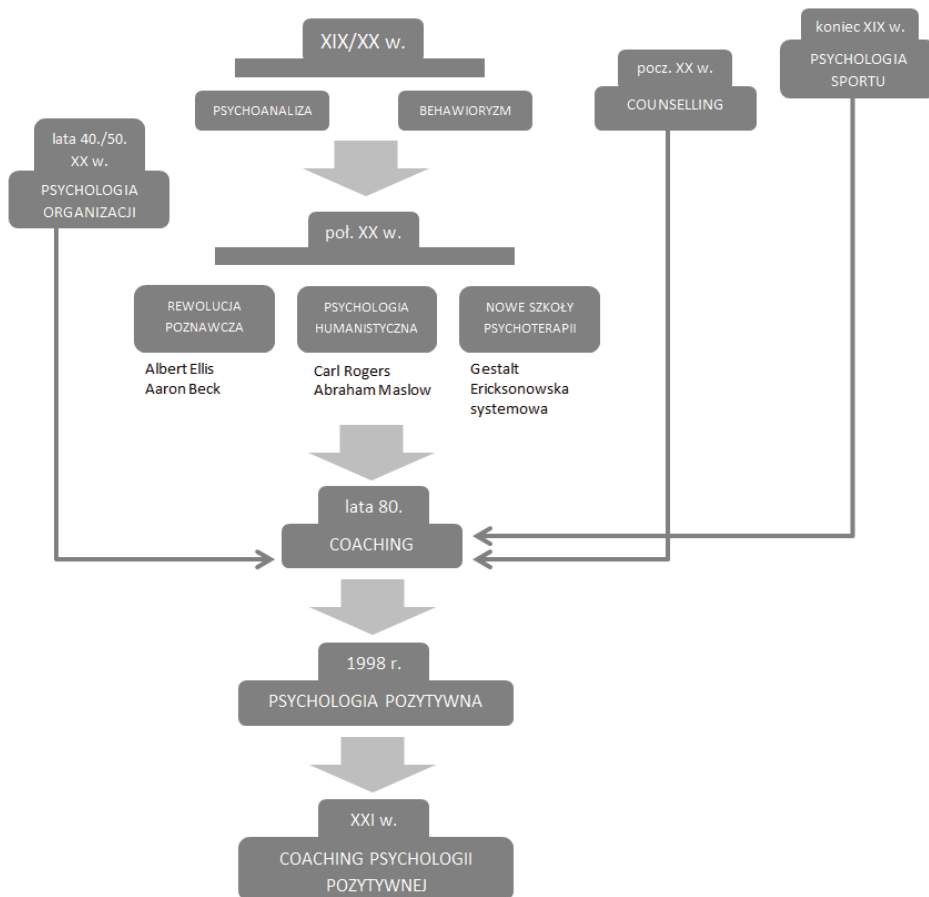 XIX/XX w.
PSYCHOANALIZA
BEHAWIORYZM
pocz. XX w.
COUNSELLING
koniec XIX w.
PSYCHOLOGIA
SPORTU
lata 40./50.
XX w.
PSYCHOLOGIA
ORGANIZACJI
poł. XX w.
REWOLUCJA
POZNAWCZA
Albert Ellis
Aaron Beck
PSYCHOLOGIA
HUMANISTYCZNA
Carl Rogers
Abraham Maslow
NOWE SZKOŁY
PSYCHOTERAPII
Gestalt
Ericksonowska
systemowa
lata 80.
COACHING
1998 r.
PSYCHOLOGIA POZYTYWNA
XXI w.
COACHING PSYCHOLOGII
POZYTYWNEJ